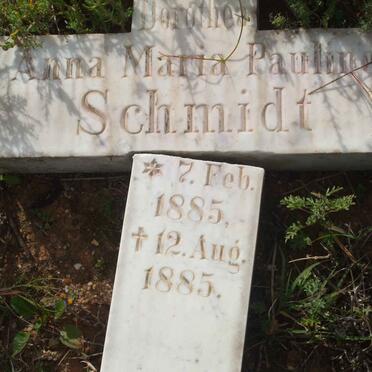 Dorothea
Anna Maria Pauline
Schmidt
* 7. Feb.
1885,
† 12. Aug.
1885.